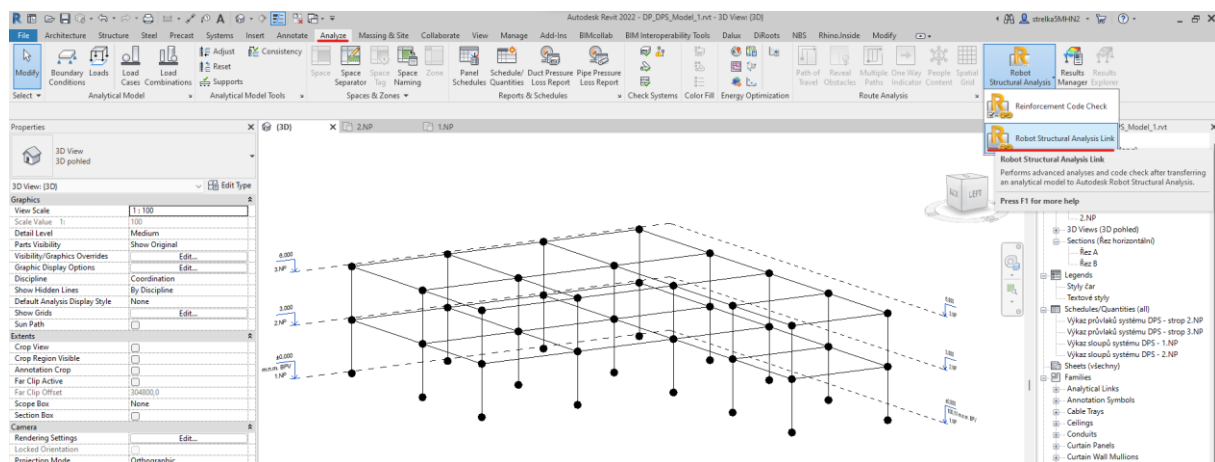 Autodesk Revit 2022 - DP_DPS_Model_1.rvt - 3D View: {3D}
strelkaSMHN2
File Architecture Structure Steel Precast Systems Insert Annotate Analyze Massing & Site Collaborate View Manage Add-Ins BIMcollab BIM Interoperability Tools Dalux DiRoots NBS Rhino.Inside Modify
Modify
Boundary Conditions
Loads
Load Cases
Load Combinations
Adjust
Reset
Supports
Consistency
Space
Space Separator
Space Tag
Space Naming
Zone
Panel Schedules
Schedule/ Quantities
Duct Pressure Loss Report
Pipe Pressure Loss Report
Path of Travel
Reveal Obstacles
Multiple Paths
One Way Indicator
People Content
Spatial Grid
Robot Structural Analysis
Results Manager
Results Explorer
Select
Analytical Model
Analytical Model Tools
Spaces & Zones
Reports & Schedules
Check Systems
Color Fill
Energy Optimization
Route Analysis
Reinforcement Code Check
Robot Structural Analysis Link
Robot Structural Analysis Link
Performs advanced analyses and code check after transferring
an analytical model to Autodesk Robot Structural Analysis.
Press F1 for more help
Properties
{3D}
2.NP
1.NP
S_Model_1.rvt
3D View
3D pohled
3D View: {3D}
Edit Type
Graphics
View Scale 1 : 100
Scale Value 1: 100
Detail Level Medium
Parts Visibility Show Original
Visibility/Graphics Overrides Edit...
Graphic Display Options Edit...
Discipline Coordination
Show Hidden Lines By Discipline
Default Analysis Display Style None
Show Grids Edit...
Sun Path
Extents
Crop View
Crop Region Visible
Annotation Crop
Far Clip Active
Far Clip Offset 304800,0
Scope Box None
Section Box
Camera
Rendering Settings Edit...
Locked Orientation
Projection Mode Orthographic
6,000
3.NP
3,000
2.NP
±0,000
m.n.m. BPV
1.NP
LEFT
2.NP
3D Views (3D pohled)
Sections (Řez horizontální)
Řez A
Řez B
Legends
Styly čar
Textové styly
Schedules/Quantities (all)
Výkaz průvlaků systému DPS - strop 2.NP
Výkaz průvlaků systému DPS - strop 3.NP
Výkaz sloupů systému DPS - 1.NP
Výkaz sloupů systému DPS - 2.NP
Sheets (všechny)
Families
Analytical Links
Annotation Symbols
Cable Trays
Ceilings
Conduits
Curtain Panels
Curtain Wall Mullions